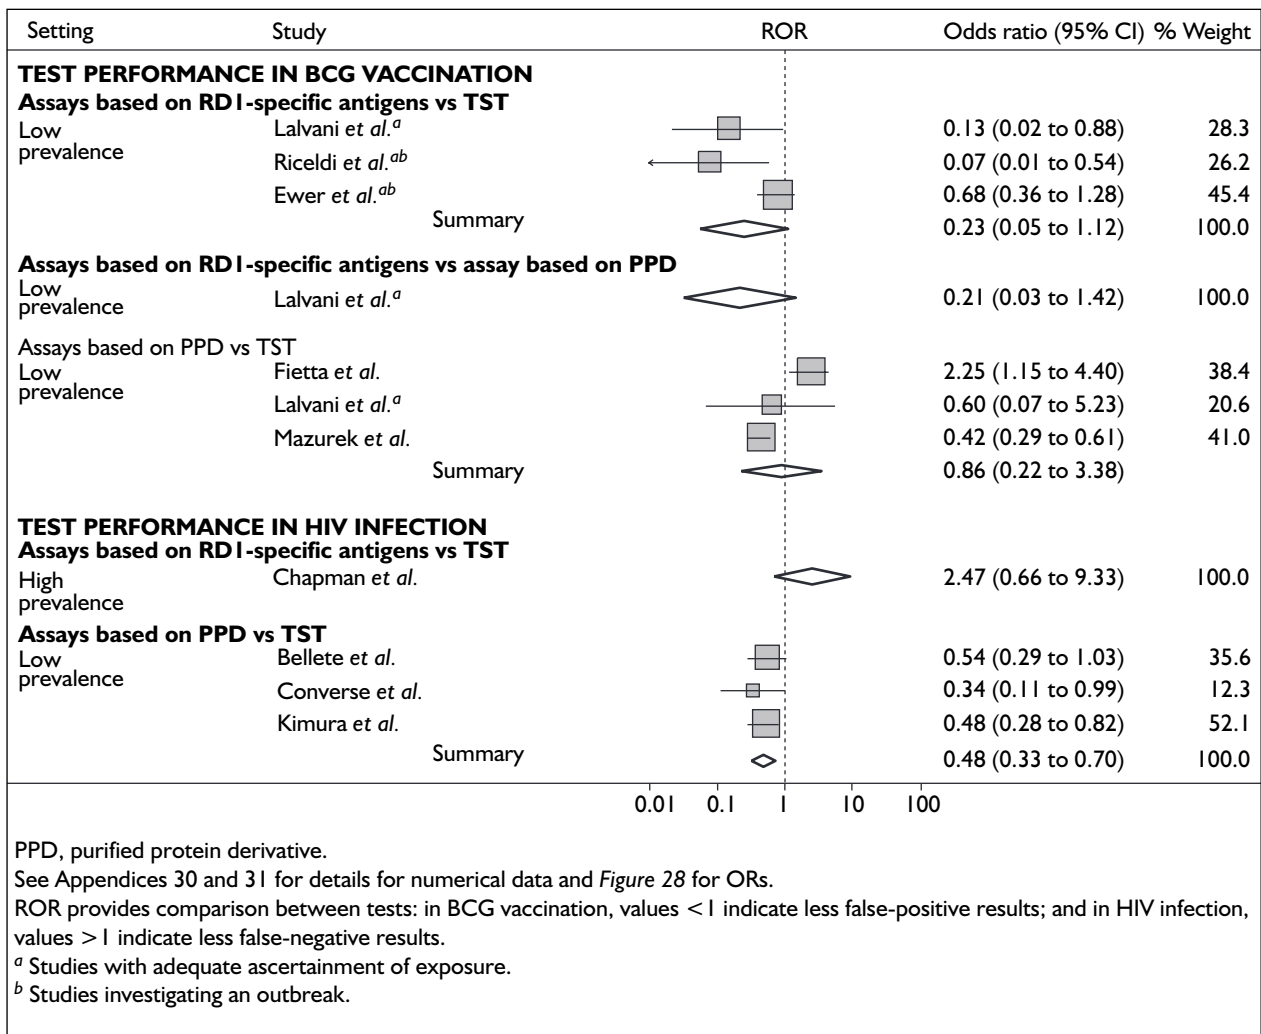 Setting Study ROR Odds ratio (95% CI) % Weight
TEST PERFORMANCE IN BCG VACCINATION
Assays based on RD1-specific antigens vs TST
Low prevalence Lalvani et al.a 0.13 (0.02 to 0.88) 28.3
Riceldi et al.ab 0.07 (0.01 to 0.54) 26.2
Ewer et al.ab 0.68 (0.36 to 1.28) 45.4
Summary 0.23 (0.05 to 1.12) 100.0
Assays based on RD1-specific antigens vs assay based on PPD
Low prevalence Lalvani et al.a 0.21 (0.03 to 1.42) 100.0
Assays based on PPD vs TST
Low prevalence Fietta et al. 2.25 (1.15 to 4.40) 38.4
Lalvani et al.a 0.60 (0.07 to 5.23) 20.6
Mazurek et al. 0.42 (0.29 to 0.61) 41.0
Summary 0.86 (0.22 to 3.38)
TEST PERFORMANCE IN HIV INFECTION
Assays based on RD1-specific antigens vs TST
High prevalence Chapman et al. 2.47 (0.66 to 9.33) 100.0
Assays based on PPD vs TST
Low prevalence Bellete et al. 0.54 (0.29 to 1.03) 35.6
Converse et al. 0.34 (0.11 to 0.99) 12.3
Kimura et al. 0.48 (0.28 to 0.82) 52.1
Summary 0.48 (0.33 to 0.70) 100.0
0.01 0.1 1 10 100
PPD, purified protein derivative.
See Appendices 30 and 31 for details for numerical data and Figure 28 for ORs.
ROR provides comparison between tests: in BCG vaccination, values <1 indicate less false-positive results; and in HIV infection,
values >1 indicate less false-negative results.
a Studies with adequate ascertainment of exposure.
b Studies investigating an outbreak.